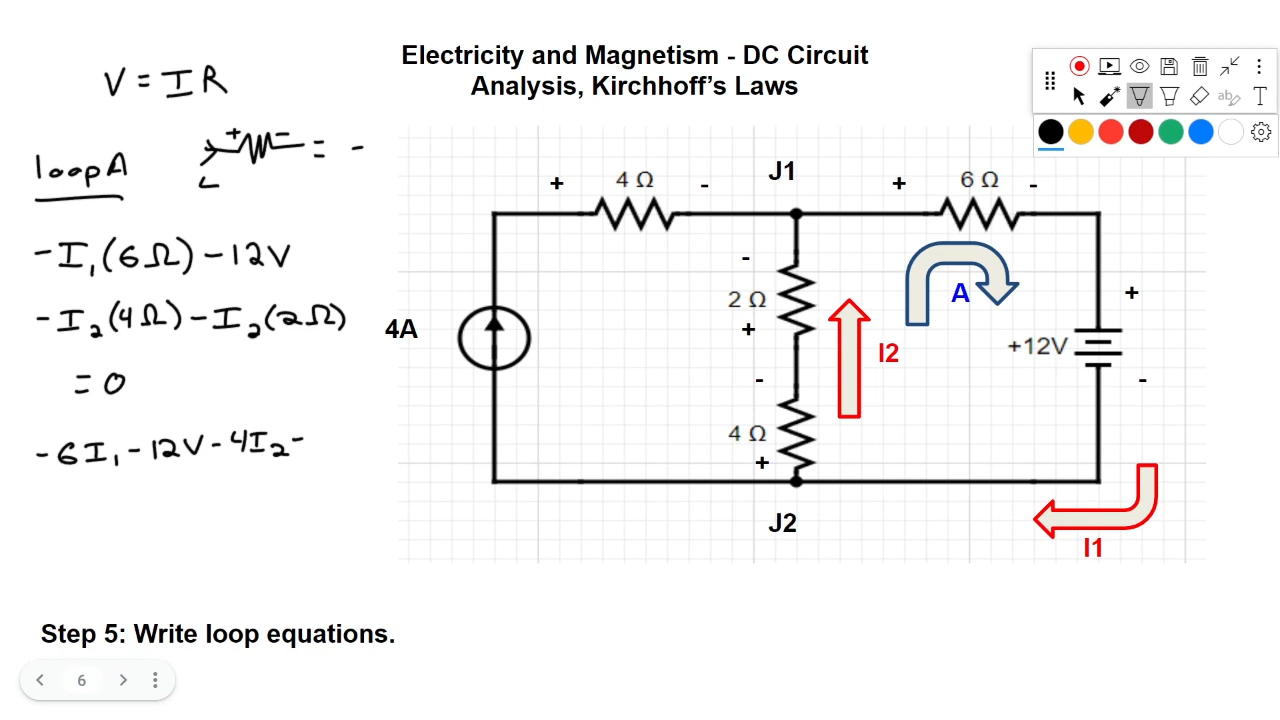 Electricity and Magnetism - DC Circuit
Analysis, Kirchhoff's Laws
V = IR
loop A
+ - = -
L
-I₁(6Ω) -12V
-I₂(4Ω) - I₂(2Ω)
= 0
-6I₁ - 12V - 4I₂ -
+ 4 Ω -
J1
+ 6 Ω -
-
2 Ω
+
A
+
4A
I2
+12V
-
-
4 Ω
+
J2
I1
Step 5: Write loop equations.
6
ab
T